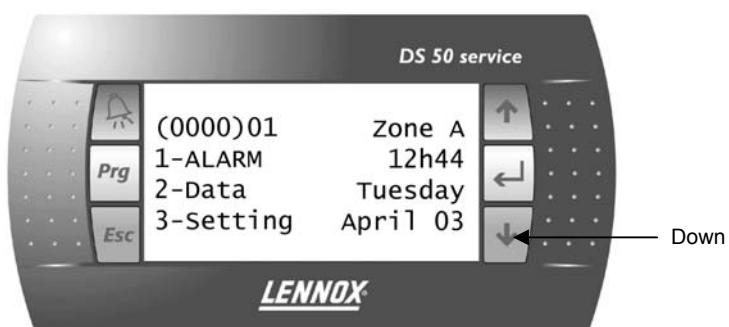 DS 50 service
(0000)01 Zone A
1-ALARM 12h44
Prg
2-Data Tuesday
3-Setting April 03
Esc
Down
LENNOX